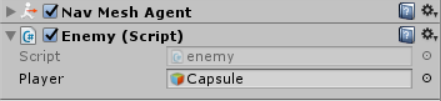 Nav Mesh Agent
Enemy (Script)
Script enemy
Player Capsule